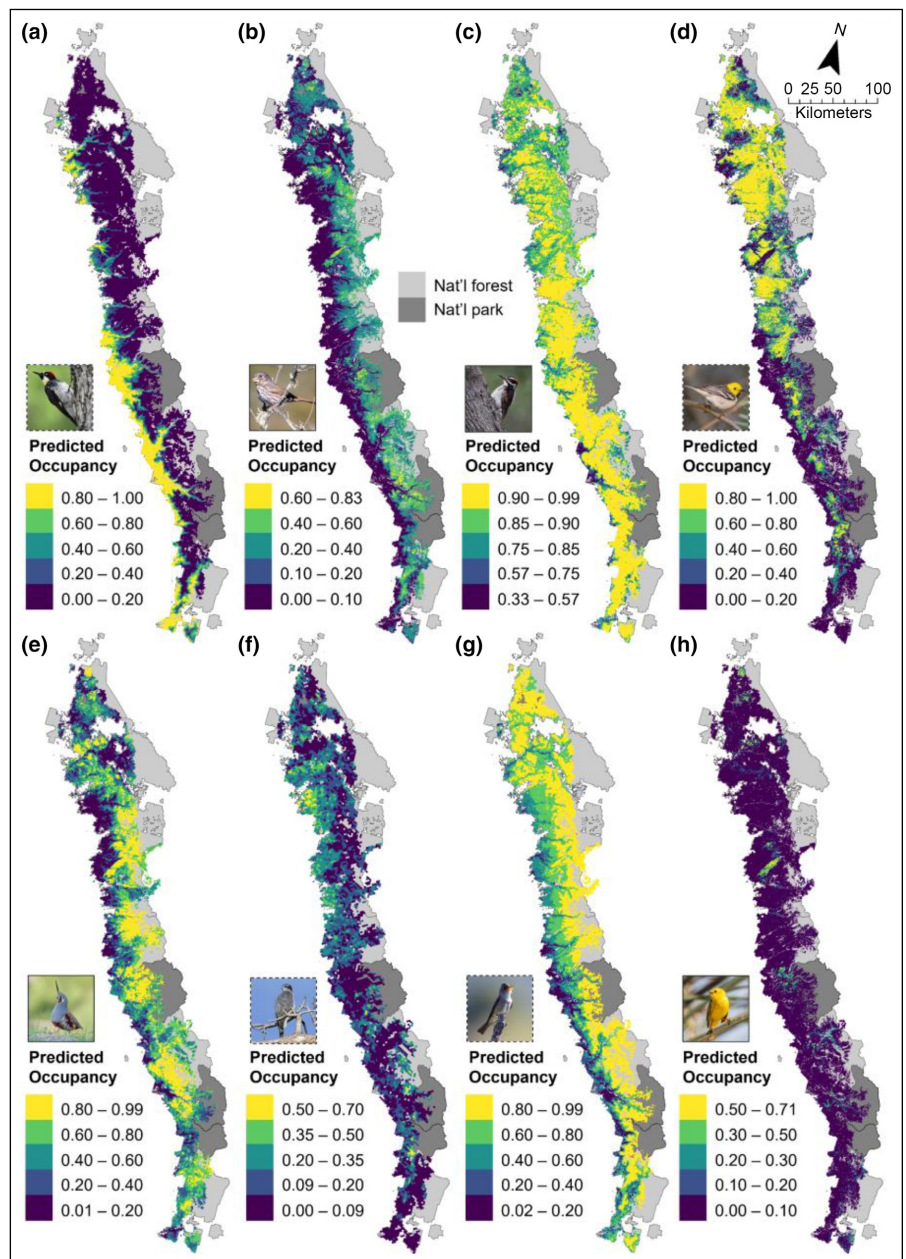 (a)
(b)
(c)
(d)
N
0 25 50 100
Kilometers
Nat'l forest
Nat'l park
Predicted
Occupancy
0.80 – 1.00
0.60 – 0.80
0.40 – 0.60
0.20 – 0.40
0.00 – 0.20
Predicted
Occupancy
0.60 – 0.83
0.40 – 0.60
0.20 – 0.40
0.10 – 0.20
0.00 – 0.10
Predicted
Occupancy
0.90 – 0.99
0.85 – 0.90
0.75 – 0.85
0.57 – 0.75
0.33 – 0.57
Predicted
Occupancy
0.80 – 1.00
0.60 – 0.80
0.40 – 0.60
0.20 – 0.40
0.00 – 0.20
(e)
(f)
(g)
(h)
Predicted
Occupancy
0.80 – 0.99
0.60 – 0.80
0.40 – 0.60
0.20 – 0.40
0.01 – 0.20
Predicted
Occupancy
0.50 – 0.70
0.35 – 0.50
0.20 – 0.35
0.09 – 0.20
0.00 – 0.09
Predicted
Occupancy
0.80 – 0.99
0.60 – 0.80
0.40 – 0.60
0.20 – 0.40
0.02 – 0.20
Predicted
Occupancy
0.50 – 0.71
0.30 – 0.50
0.20 – 0.30
0.10 – 0.20
0.00 – 0.10